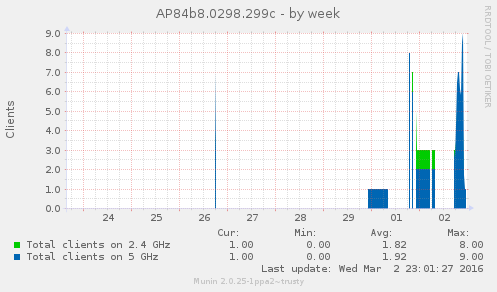 AP84b8.0298.299c - by week
RRDTOOL / TOBI OETIKER
Clients
9.0
8.0
7.0
6.0
5.0
4.0
3.0
2.0
1.0
0.0
24 25 26 27 28 29 01 02
Cur: Min: Avg: Max:
Total clients on 2.4 GHz 1.00 0.00 1.82 8.00
Total clients on 5 GHz 1.00 0.00 1.92 9.00
Last update: Wed Mar 2 23:01:27 2016
Munin 2.0.25-1ppa2~trusty